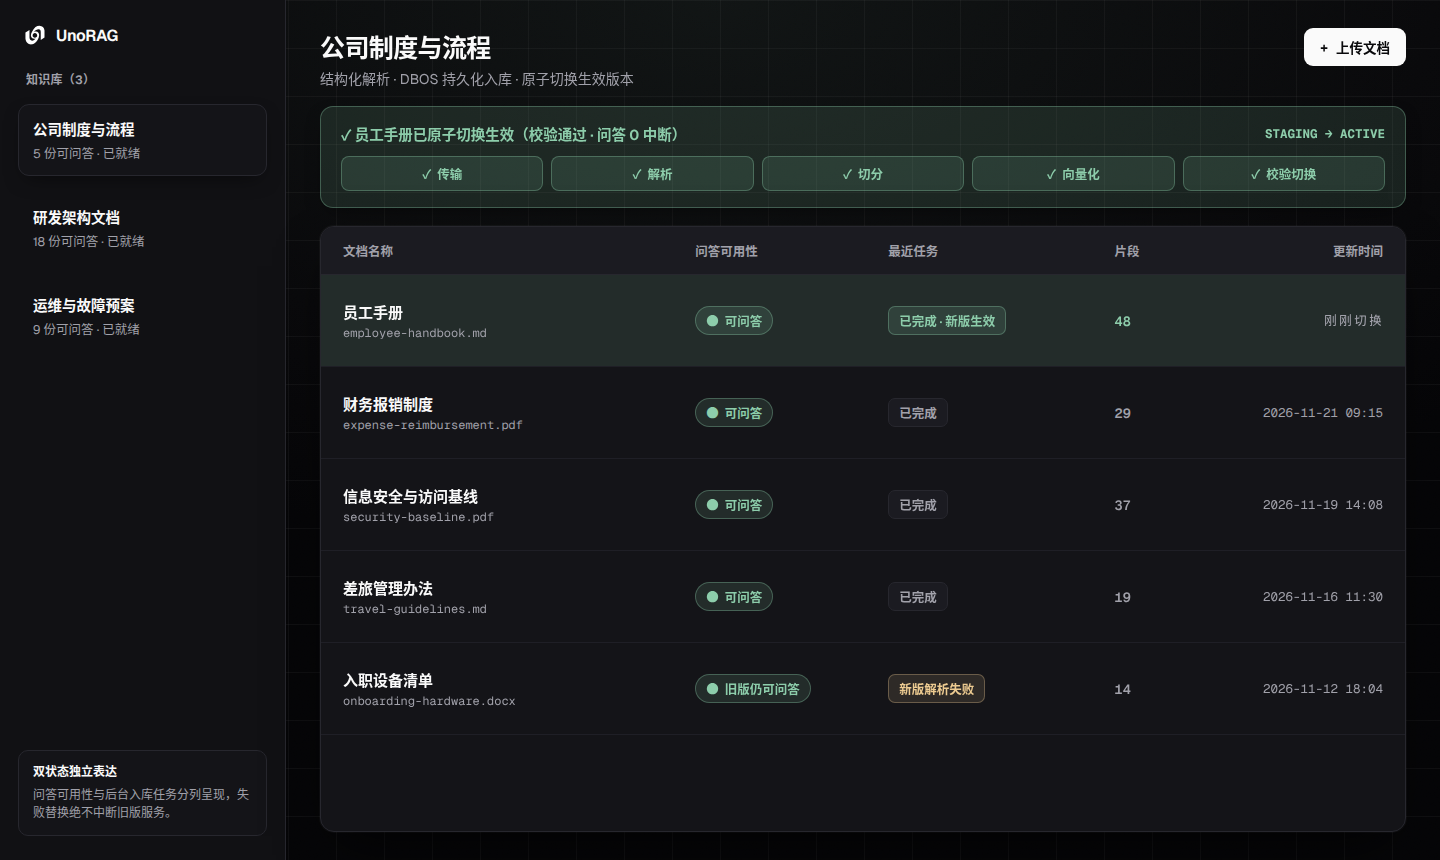 UnoRAG
知识库（3）
公司制度与流程
5 份可问答 · 已就绪
研发架构文档
18 份可问答 · 已就绪
运维与故障预案
9 份可问答 · 已就绪
双状态独立表达
问答可用性与后台入库任务分列呈现，失
败替换绝不中断旧版服务。
公司制度与流程
结构化解析 · DBOS 持久化入库 · 原子切换生效版本
+ 上传文档
✓ 员工手册已原子切换生效（校验通过 · 问答 0 中断）
STAGING → ACTIVE
✓ 传输
✓ 解析
✓ 切分
✓ 向量化
✓ 校验切换
文档名称 问答可用性 最近任务 片段 更新时间
员工手册
employee-handbook.md
可问答 已完成 · 新版生效 48 刚刚切换
财务报销制度
expense-reimbursement.pdf
可问答 已完成 29 2026-11-21 09:15
信息安全与访问基线
security-baseline.pdf
可问答 已完成 37 2026-11-19 14:08
差旅管理办法
travel-guidelines.md
可问答 已完成 19 2026-11-16 11:30
入职设备清单
onboarding-hardware.docx
旧版仍可问答 新版解析失败 14 2026-11-12 18:04